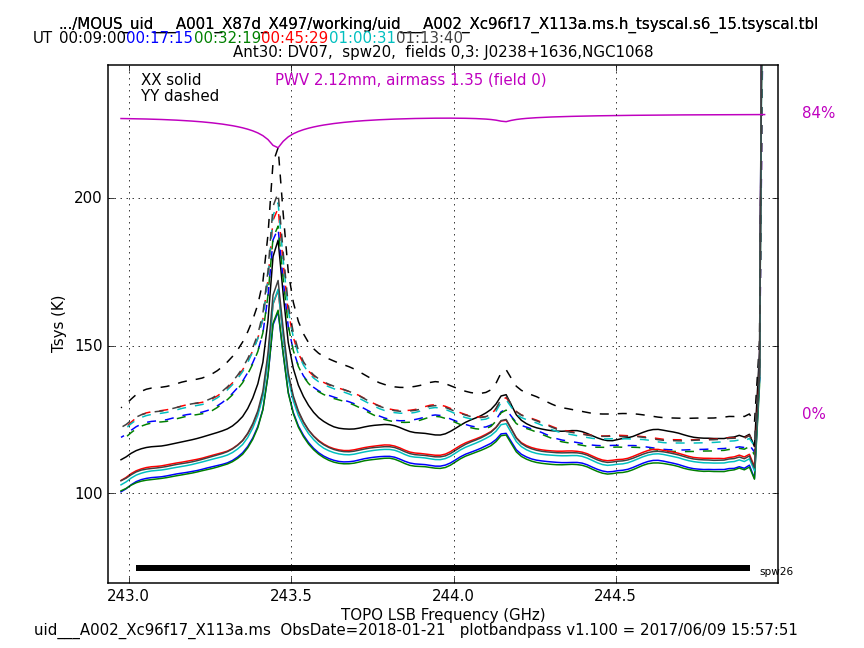 .../MOUS_uid___A001_X87d_X497/working/uid___A002_Xc96f17_X113a.ms.h_tsyscal.s6_15.tsyscal.tbl
UT 00:09:00 00:17:15 00:32:19 00:45:29 01:00:31 01:13:40
Ant30: DV07, spw20, fields 0,3: J0238+1636,NGC1068
XX solid
PWV 2.12mm, airmass 1.35 (field 0)
YY dashed
84%
200
150
100
Tsys (K)
0%
spw26
243.0 243.5 244.0 244.5
TOPO LSB Frequency (GHz)
uid___A002_Xc96f17_X113a.ms ObsDate=2018-01-21 plotbandpass v1.100 = 2017/06/09 15:57:51